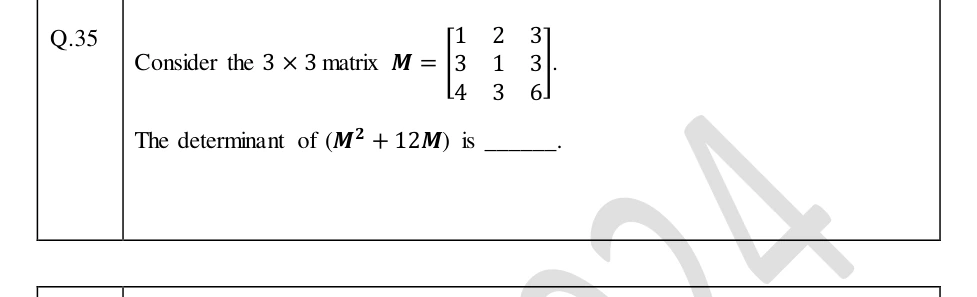 Q.35
Consider the 3 × 3 matrix M = [1 2 3
3 1 3
4 3 6].
The determinant of (M² + 12M) is ______.
24